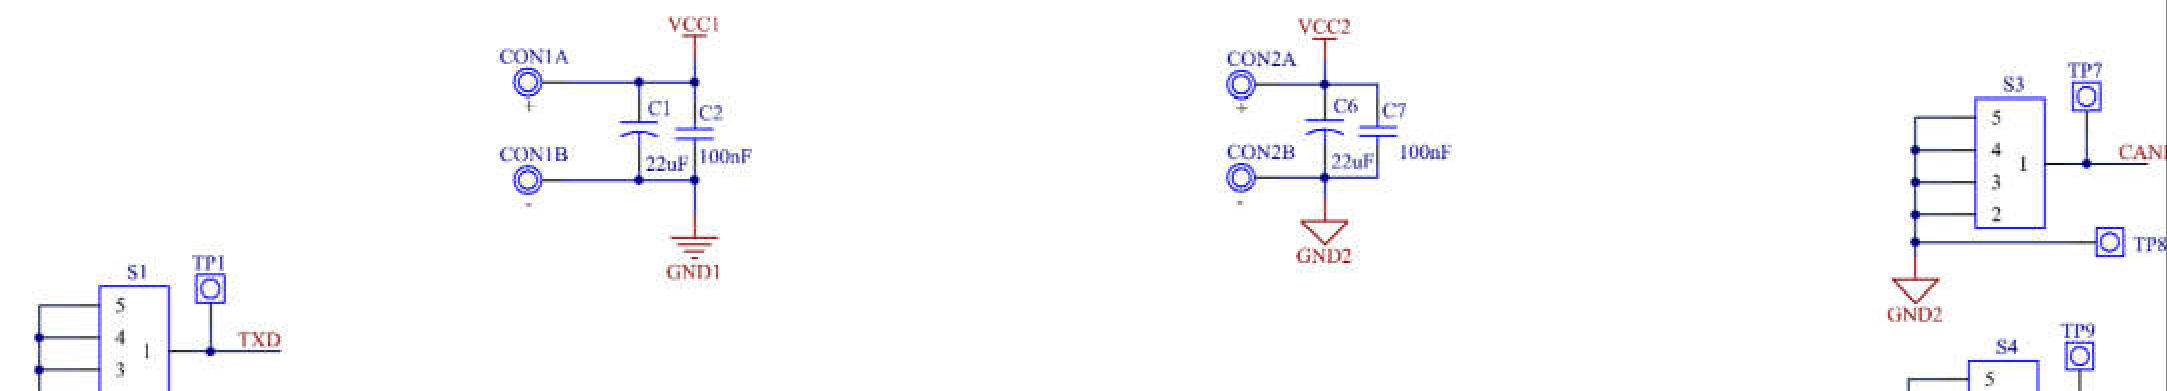 VCC1
CON1A
+
C1
C2
CON1B
22uF
100nF
-
GND1
VCC2
CON2A
+
C6
C7
CON2B
22uF
100nF
-
GND2
S3
TP7
5
4
3
2
1
TP8
GND2
S1
TP1
5
4
3
1
TXD
S4
TP9
5